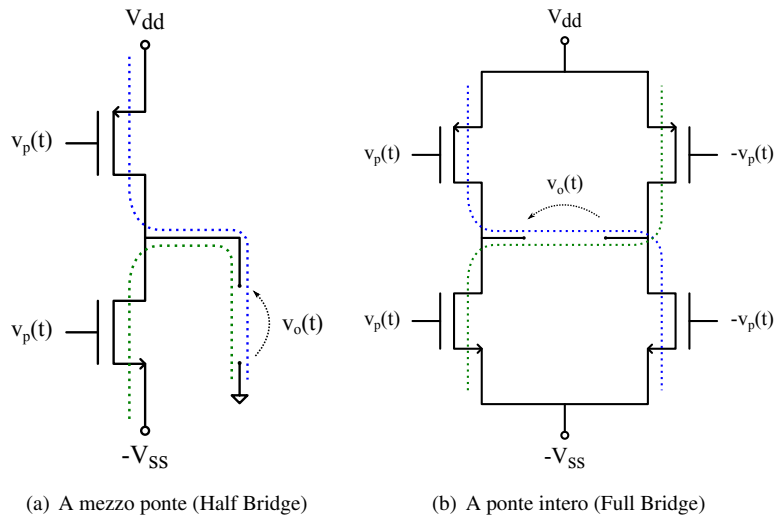 Vdd
Vdd
vp(t)
vp(t)
-vp(t)
vo(t)
vp(t)
vo(t)
vp(t)
-vp(t)
-VSS
-VSS
(a) A mezzo ponte (Half Bridge)
(b) A ponte intero (Full Bridge)